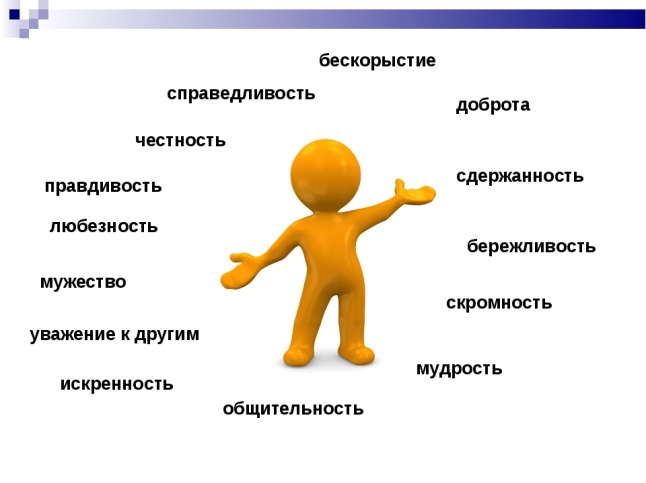 бескорыстие
справедливость
доброта
честность
сдержанность
правдивость
любезность
бережливость
мужество
скромность
уважение к другим
мудрость
искренность
общительность